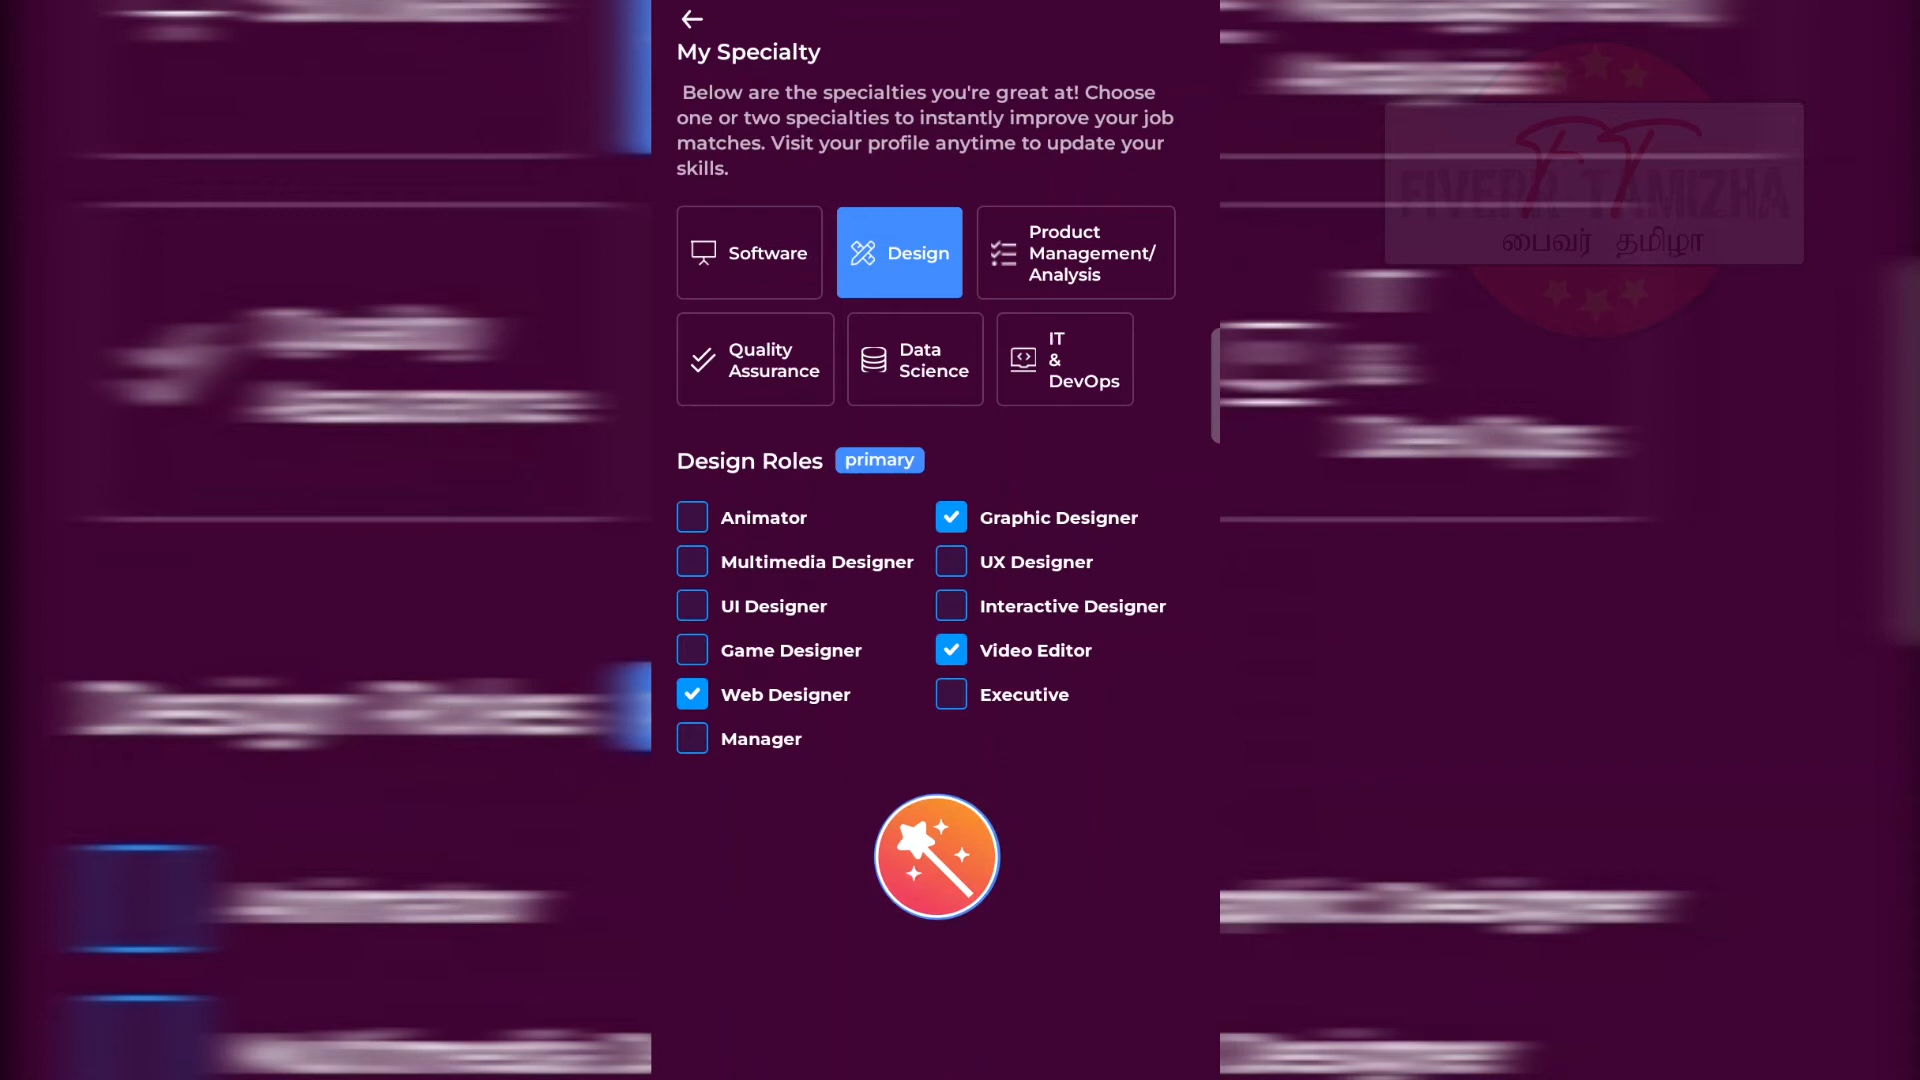 My Specialty
Below are the specialties you're great at! Choose
one or two specialties to instantly improve your job
matches. Visit your profile anytime to update your
skills.
Software
Design
Product
Management/
Analysis
Quality
Assurance
Data
Science
IT
&
DevOps
Design Roles primary
Animator
Graphic Designer
Multimedia Designer
UX Designer
UI Designer
Interactive Designer
Game Designer
Video Editor
Web Designer
Executive
Manager
FT
FIVERR TAMIZHA
பைவர் தமிழா